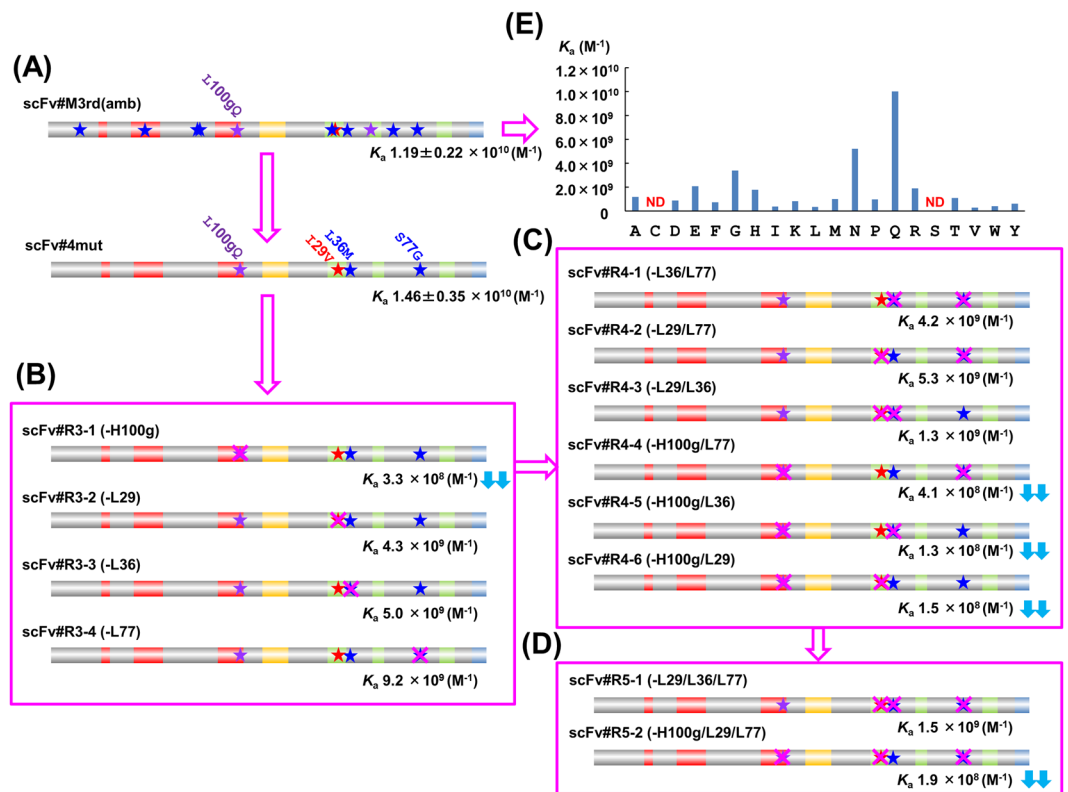 (A)
scFv#M3rd(amb)
L100gQ
Ka 1.19±0.22 × 10¹⁰ (M⁻¹)
scFv#4mut
L100gQ
I29V
L36M
S77G
Ka 1.46±0.35 × 10¹⁰ (M⁻¹)
(B)
scFv#R3-1 (-H100g)
Ka 3.3 × 10⁸ (M⁻¹)
scFv#R3-2 (-L29)
Ka 4.3 × 10⁹ (M⁻¹)
scFv#R3-3 (-L36)
Ka 5.0 × 10⁹ (M⁻¹)
scFv#R3-4 (-L77)
Ka 9.2 × 10⁹ (M⁻¹)
(E)
Ka (M⁻¹)
1.2 × 10¹⁰
1.0 × 10¹⁰
8.0 × 10⁹
6.0 × 10⁹
4.0 × 10⁹
2.0 × 10⁹
0
ND ND
A C D E F G H I K L M N P Q R S T V W Y
(C)
scFv#R4-1 (-L36/L77)
Ka 4.2 × 10⁹ (M⁻¹)
scFv#R4-2 (-L29/L77)
Ka 5.3 × 10⁹ (M⁻¹)
scFv#R4-3 (-L29/L36)
Ka 1.3 × 10⁹ (M⁻¹)
scFv#R4-4 (-H100g/L77)
Ka 4.1 × 10⁸ (M⁻¹)
scFv#R4-5 (-H100g/L36)
Ka 1.3 × 10⁸ (M⁻¹)
scFv#R4-6 (-H100g/L29)
Ka 1.5 × 10⁸ (M⁻¹)
(D)
scFv#R5-1 (-L29/L36/L77)
Ka 1.5 × 10⁹ (M⁻¹)
scFv#R5-2 (-H100g/L29/L77)
Ka 1.9 × 10⁸ (M⁻¹)